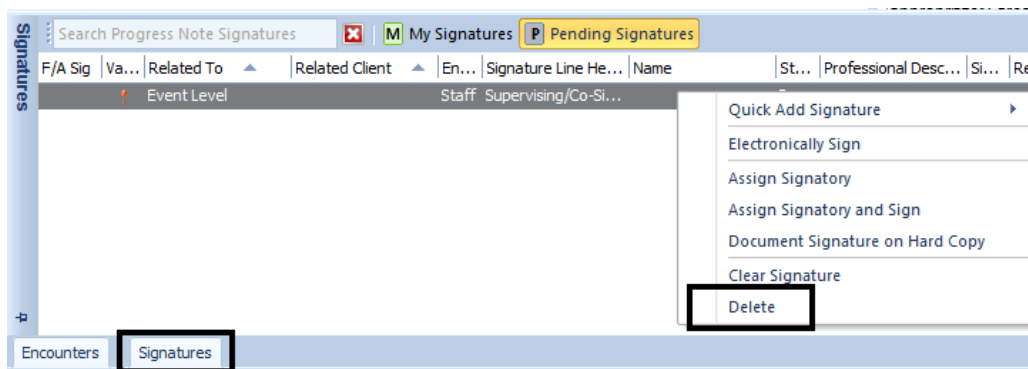 Signatures
Search Progress Note Signatures M My Signatures P Pending Signatures
F/A Sig Va... Related To Related Client En... Signature Line He... Name St... Professional Desc... Si... Re
Event Level Staff Supervising/Co-Si...
Quick Add Signature
Electronically Sign
Assign Signatory
Assign Signatory and Sign
Document Signature on Hard Copy
Clear Signature
Delete
Encounters Signatures